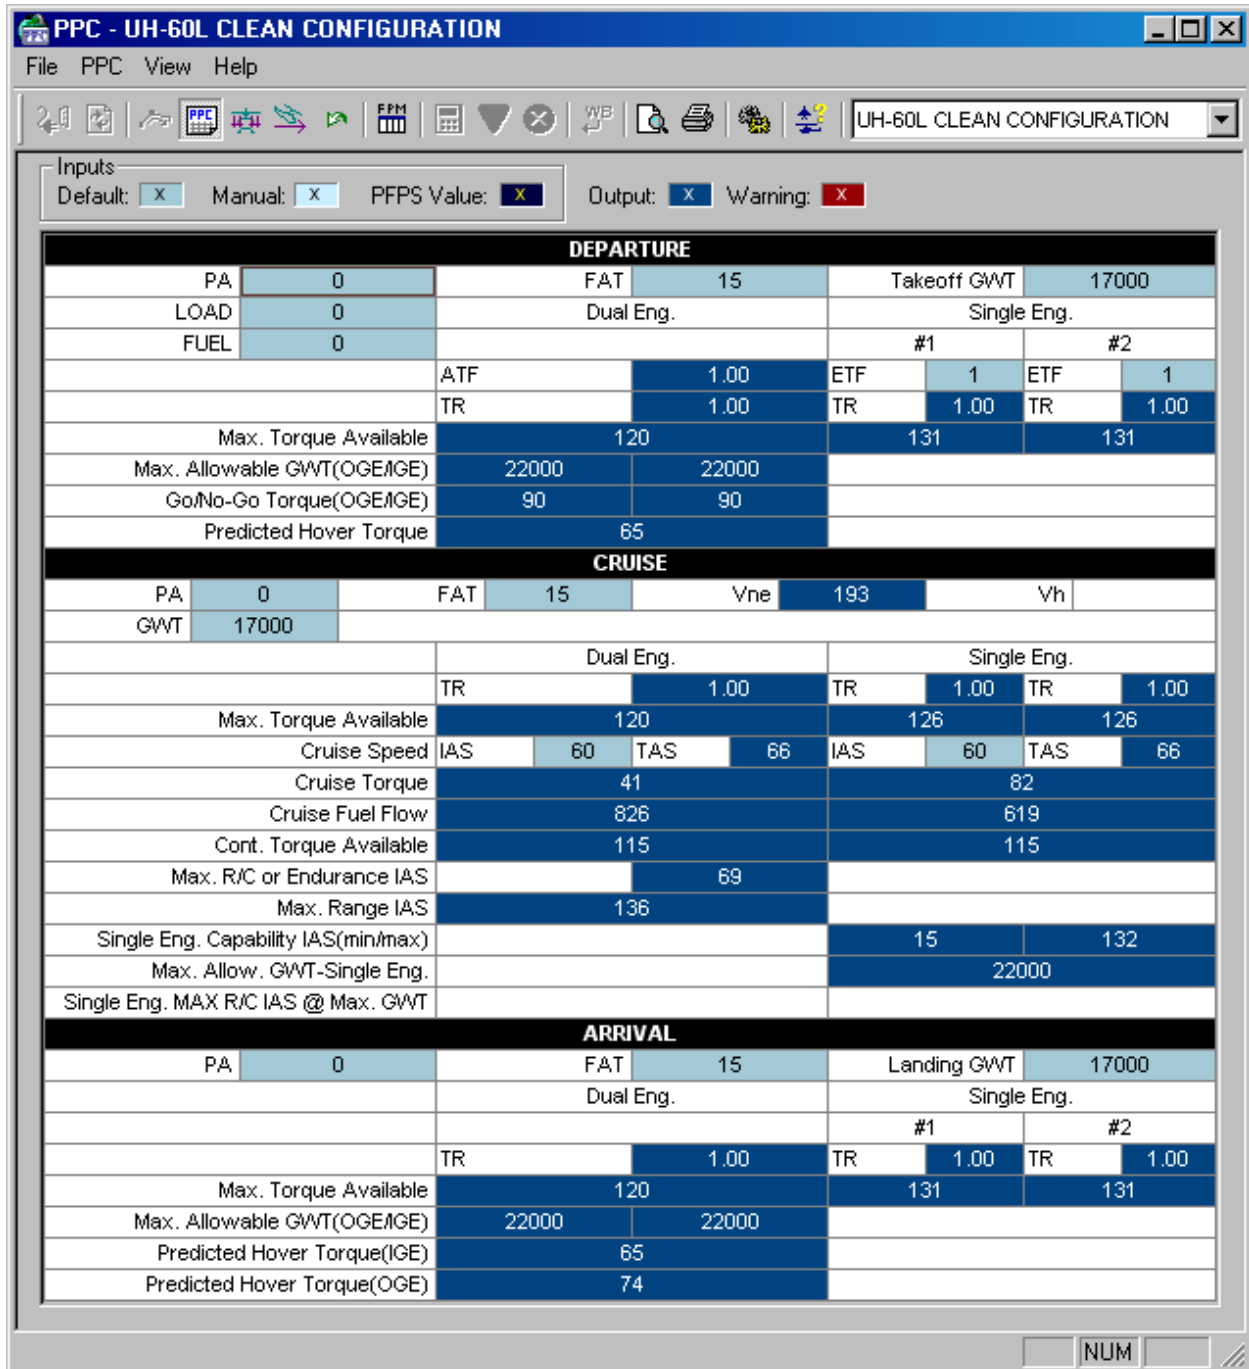 PPC - UH-60L CLEAN CONFIGURATION
File PPC View Help
PPC FPM WB UH-60L CLEAN CONFIGURATION
Inputs
Default: X Manual: X PFPS Value: X Output: X Warning: X
DEPARTURE
PA 0 FAT 15 Takeoff GWT 17000
LOAD 0 Dual Eng. Single Eng.
FUEL 0 #1 #2
ATF 1.00 ETF 1 ETF 1
TR 1.00 TR 1.00 TR 1.00
Max. Torque Available 120 131 131
Max. Allowable GWT(OGE/IGE) 22000 22000
Go/No-Go Torque(OGE/IGE) 90 90
Predicted Hover Torque 65
CRUISE
PA 0 FAT 15 Vne 193 Vh
GWT 17000
Dual Eng. Single Eng.
TR 1.00 TR 1.00 TR 1.00
Max. Torque Available 120 126 126
Cruise Speed IAS 60 TAS 66 IAS 60 TAS 66
Cruise Torque 41 82
Cruise Fuel Flow 826 619
Cont. Torque Available 115 115
Max. R/C or Endurance IAS 69
Max. Range IAS 136
Single Eng. Capability IAS(min/max) 15 132
Max. Allow. GWT-Single Eng. 22000
Single Eng. MAX R/C IAS @ Max. GWT
ARRIVAL
PA 0 FAT 15 Landing GWT 17000
Dual Eng. Single Eng.
#1 #2
TR 1.00 TR 1.00 TR 1.00
Max. Torque Available 120 131 131
Max. Allowable GWT(OGE/IGE) 22000 22000
Predicted Hover Torque(IGE) 65
Predicted Hover Torque(OGE) 74
NUM